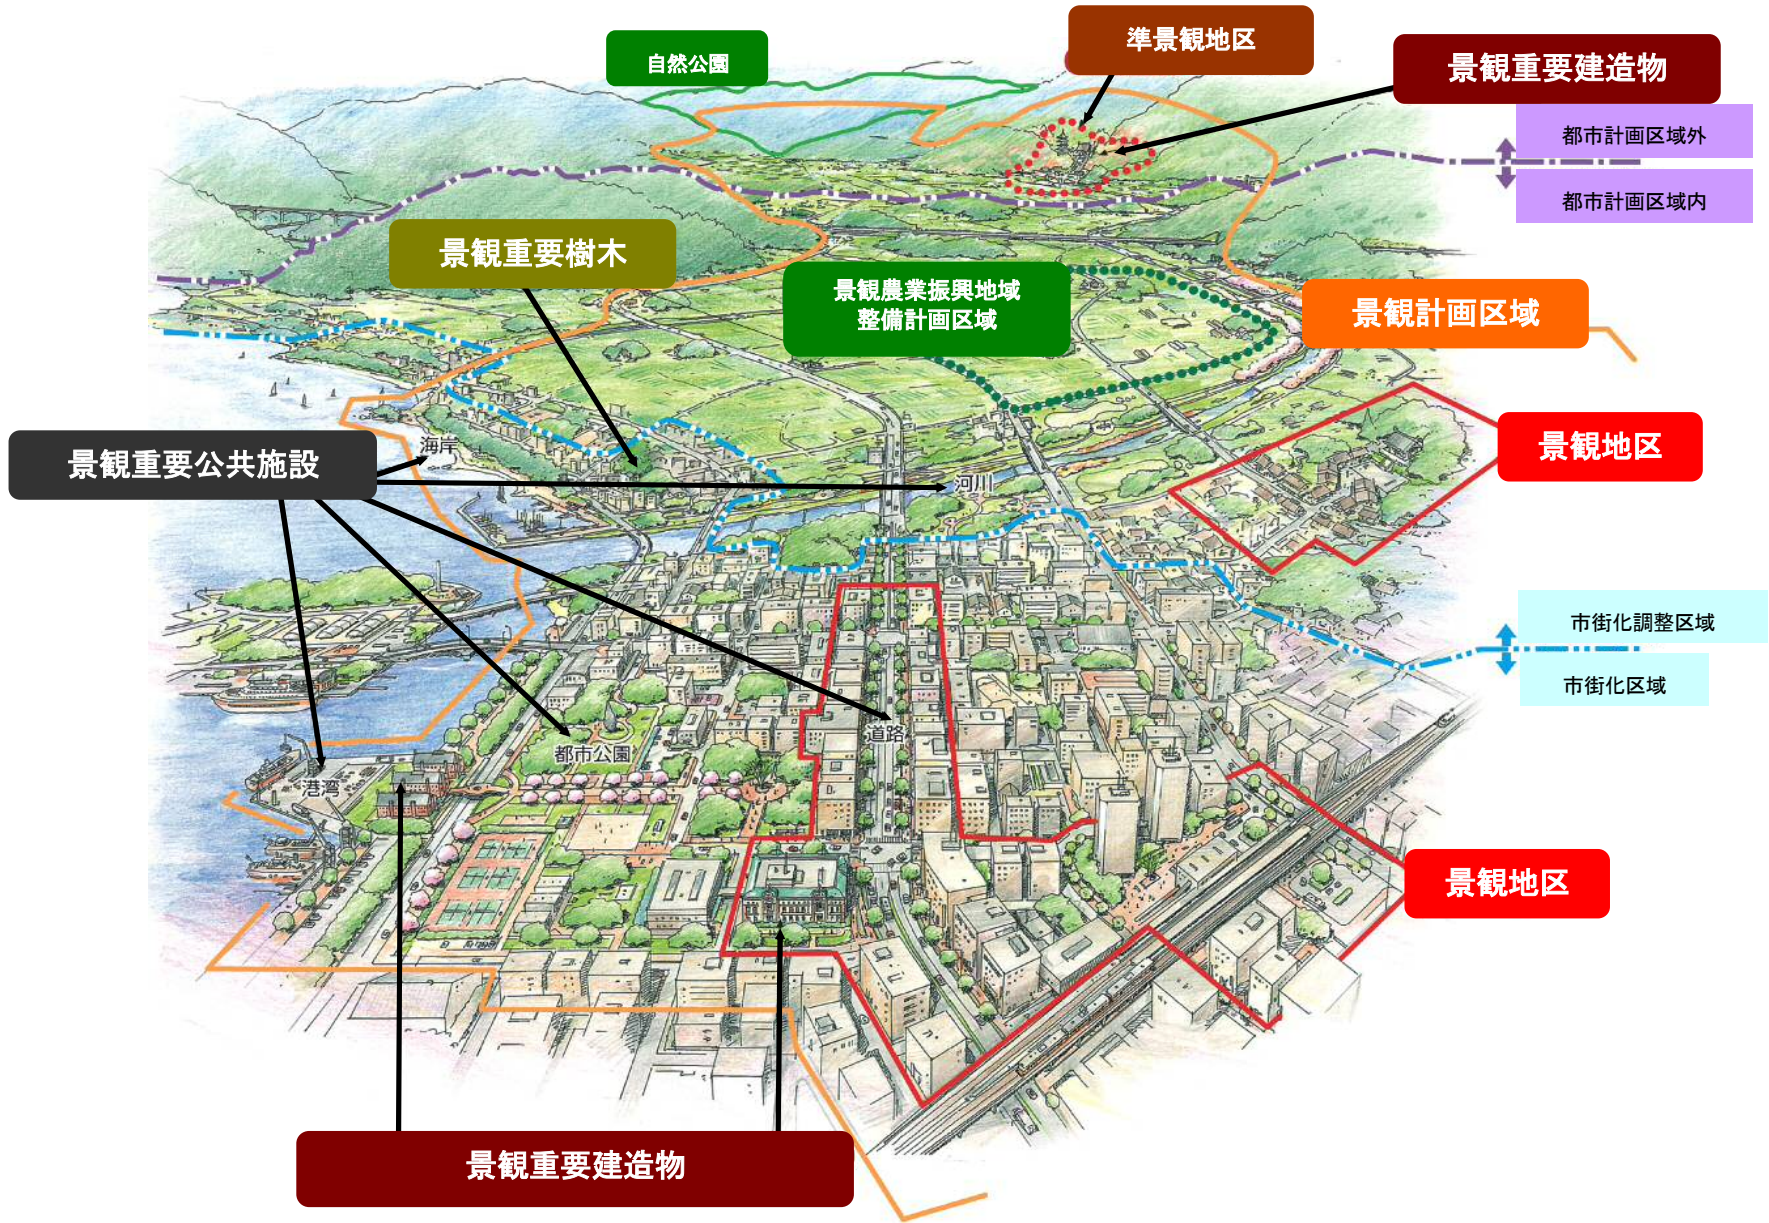 準景観地区
自然公園
景観重要建造物
都市計画区域外
都市計画区域内
景観重要樹木
景観農業振興地域
整備計画区域
景観計画区域
景観地区
海岸
景観重要公共施設
河川
市街化調整区域
市街化区域
道路
都市公園
港湾
景観地区
景観重要建造物